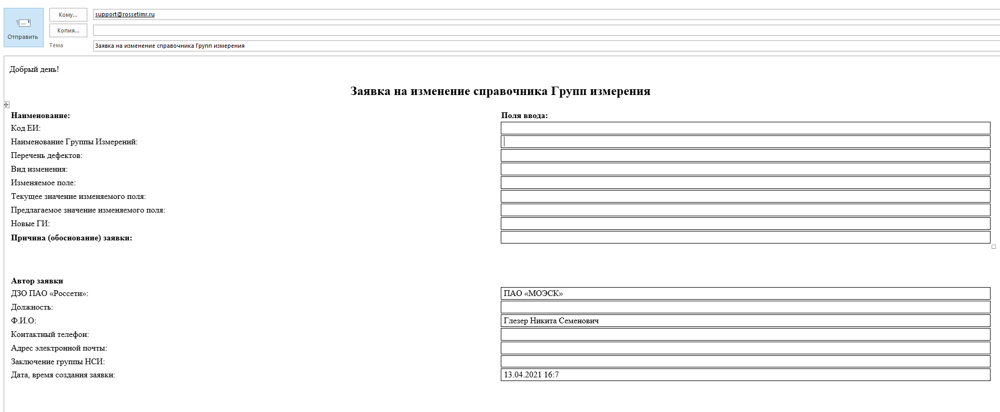 Отправить
Кому...
support@rossetimr.ru
Копия...
Тема
Заявка на изменение справочника Групп измерения
Добрый день!
Заявка на изменение справочника Групп измерения
Наименование: Поля ввода:
Код ЕИ:
Наименование Группы Измерений:
Перечень дефектов:
Вид изменения:
Изменяемое поле:
Текущее значение изменяемого поля:
Предлагаемое значение изменяемого поля:
Новые ГИ:
Причина (обоснование) заявки:
Автор заявки
ДЗО ПАО «Россети»: ПАО «МОЭСК»
Должность:
Ф.И.О: Глезер Никита Семенович
Контактный телефон:
Адрес электронной почты:
Заключение группы НСИ:
Дата, время создания заявки: 13.04.2021 16:7